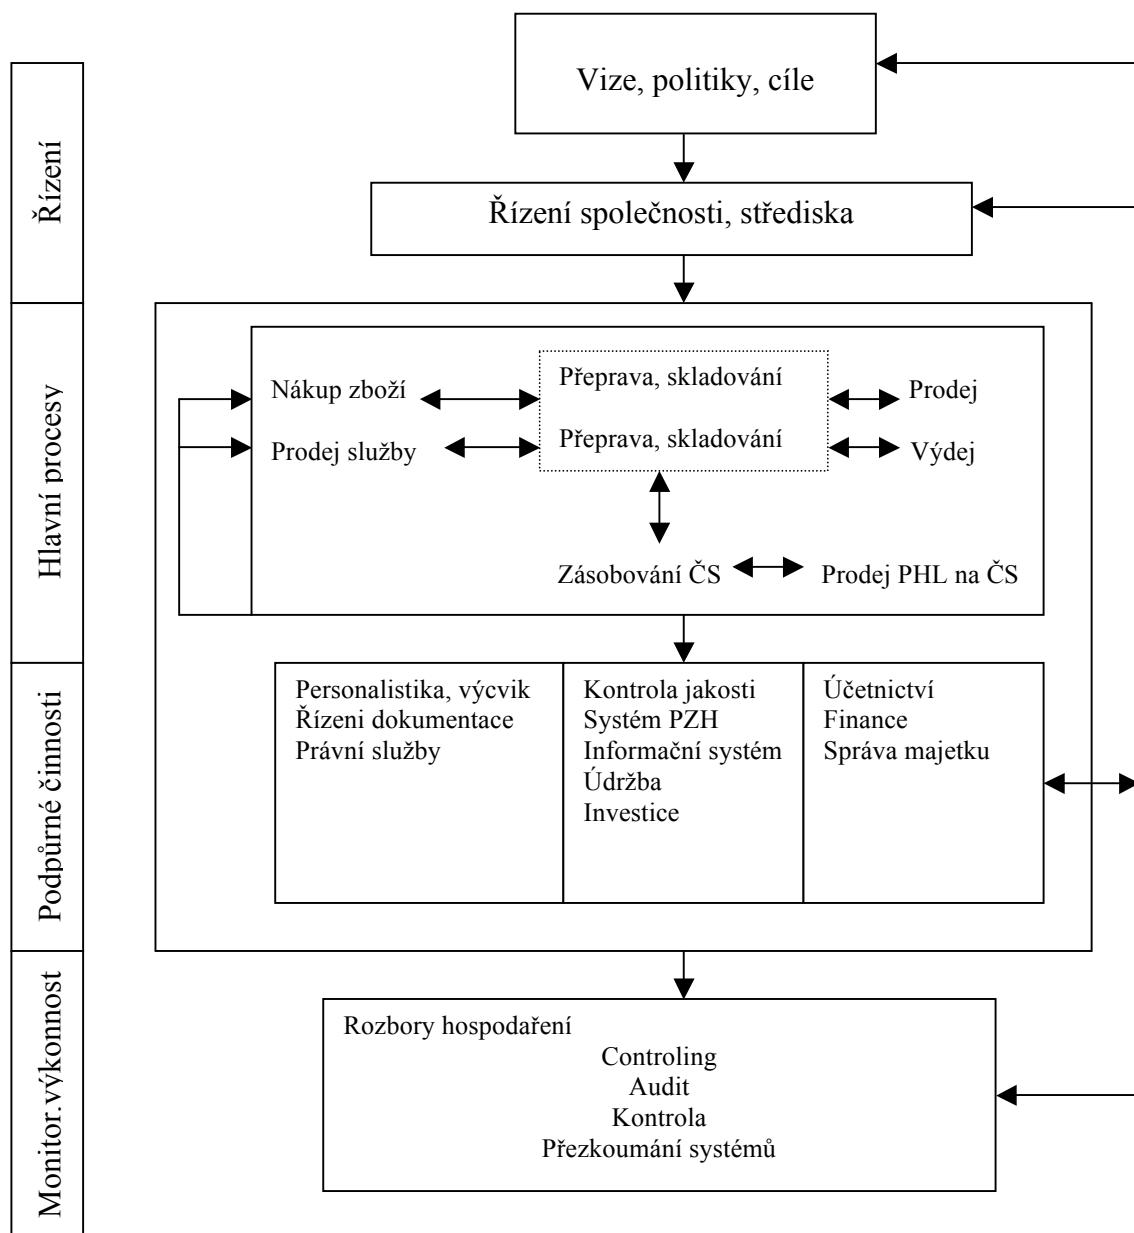 Vize, politiky, cíle
Řízení
Řízení společnosti, střediska
Hlavní procesy
Nákup zboží
Přeprava, skladování
Prodej
Prodej služby
Přeprava, skladování
Výdej
Zásobování ČS
Prodej PHL na ČS
Podpůrné činnosti
Personalistika, výcvik
Řízeni dokumentace
Právní služby
Kontrola jakosti
Systém PZH
Informační systém
Údržba
Investice
Účetnictví
Finance
Správa majetku
Monitor.výkonnost
Rozbory hospodaření
Controling
Audit
Kontrola
Přezkoumání systémů